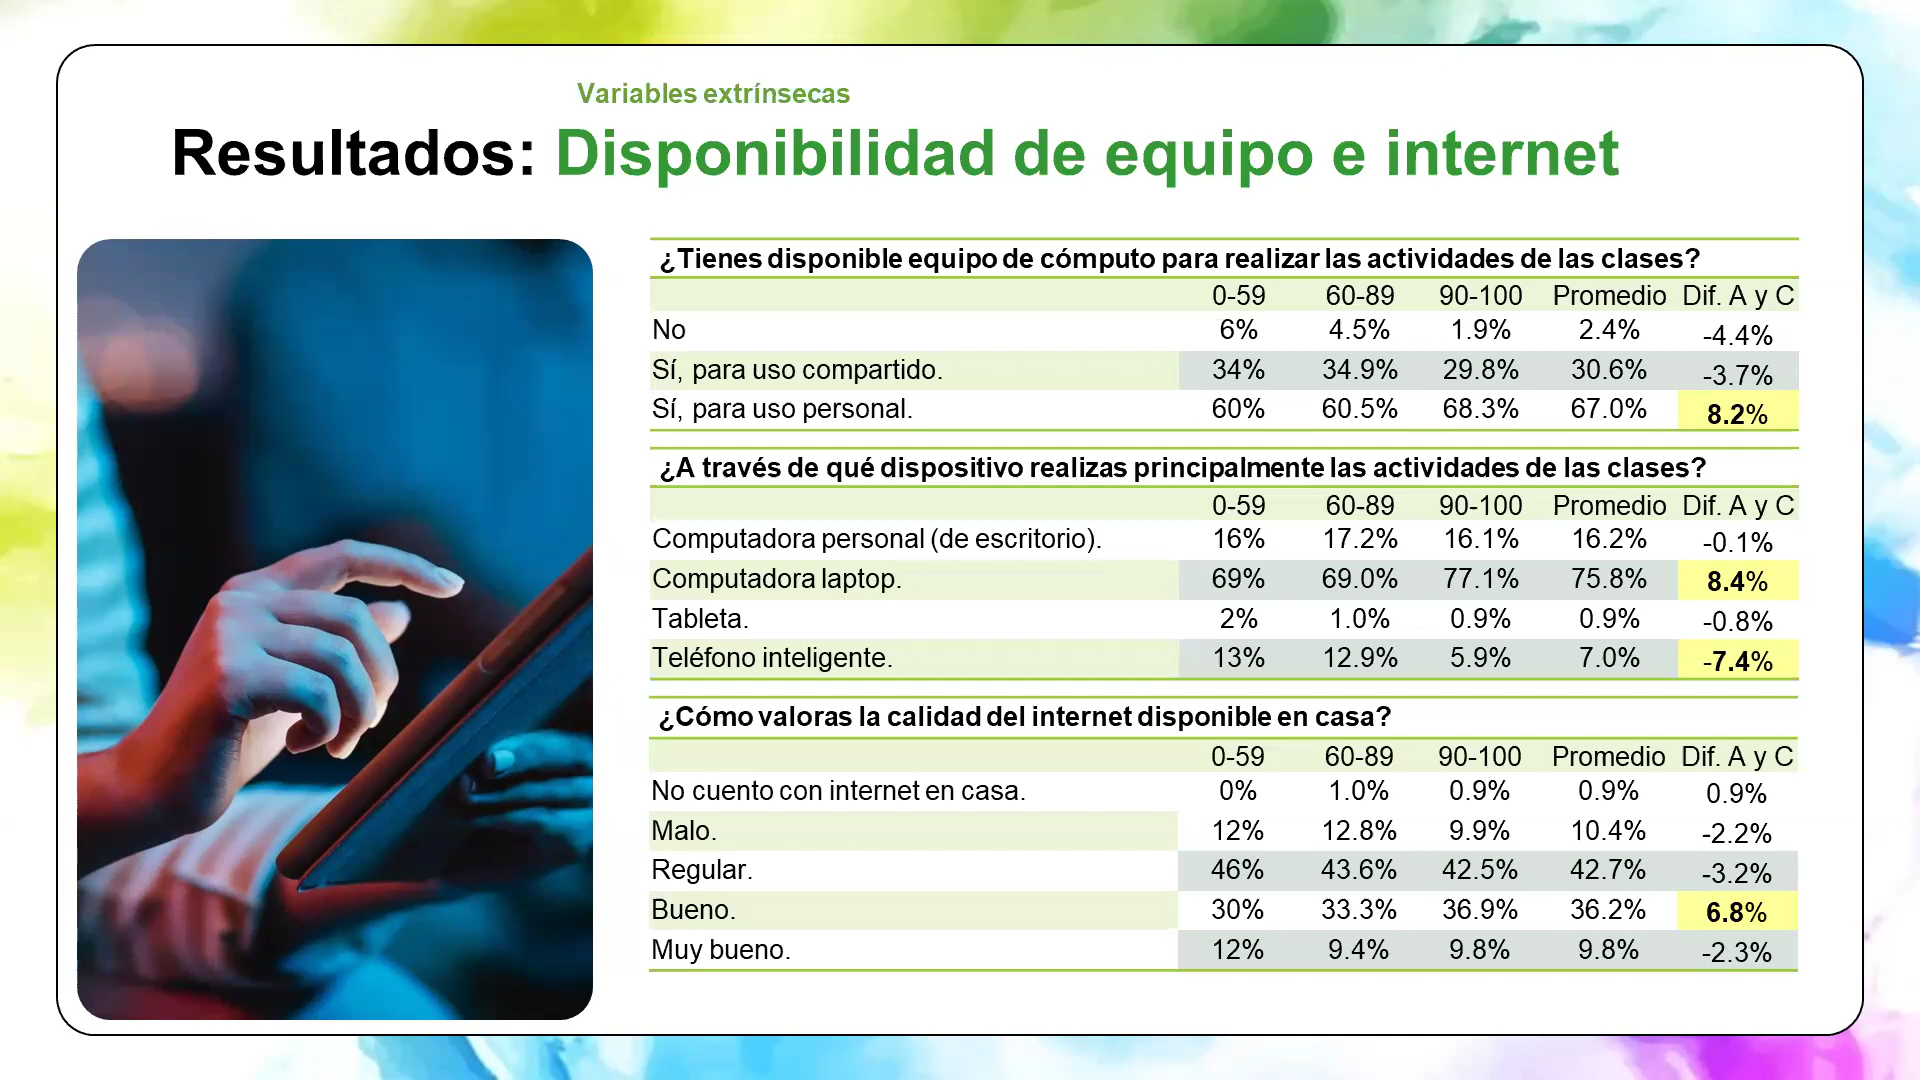 Variables extrínsecas
Resultados: Disponibilidad de equipo e internet
¿Tienes disponible equipo de cómputo para realizar las actividades de las clases?
0-59 60-89 90-100 Promedio Dif. A y C
No 6% 4.5% 1.9% 2.4% -4.4%
Sí, para uso compartido. 34% 34.9% 29.8% 30.6% -3.7%
Sí, para uso personal. 60% 60.5% 68.3% 67.0% 8.2%
¿A través de qué dispositivo realizas principalmente las actividades de las clases?
0-59 60-89 90-100 Promedio Dif. A y C
Computadora personal (de escritorio). 16% 17.2% 16.1% 16.2% -0.1%
Computadora laptop. 69% 69.0% 77.1% 75.8% 8.4%
Tableta. 2% 1.0% 0.9% 0.9% -0.8%
Teléfono inteligente. 13% 12.9% 5.9% 7.0% -7.4%
¿Cómo valoras la calidad del internet disponible en casa?
0-59 60-89 90-100 Promedio Dif. A y C
No cuento con internet en casa. 0% 1.0% 0.9% 0.9% 0.9%
Malo. 12% 12.8% 9.9% 10.4% -2.2%
Regular. 46% 43.6% 42.5% 42.7% -3.2%
Bueno. 30% 33.3% 36.9% 36.2% 6.8%
Muy bueno. 12% 9.4% 9.8% 9.8% -2.3%